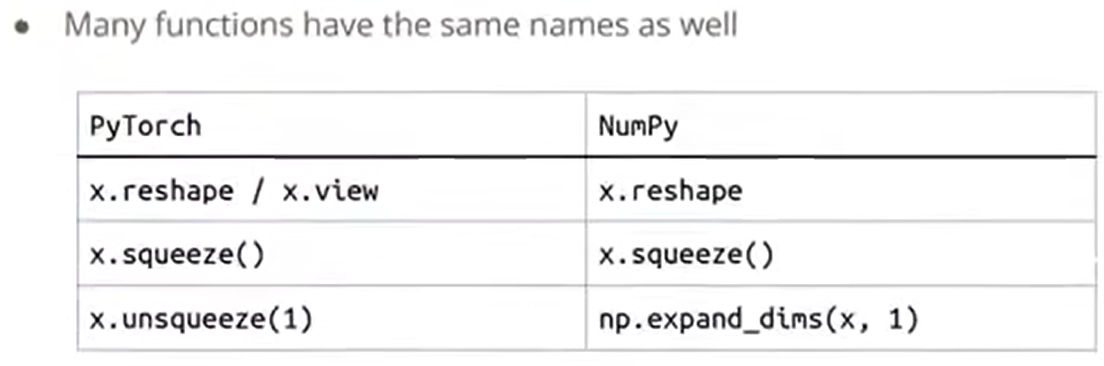 • Many functions have the same names as well
PyTorch NumPy
x.reshape / x.view x.reshape
x.squeeze() x.squeeze()
x.unsqueeze(1) np.expand_dims(x, 1)